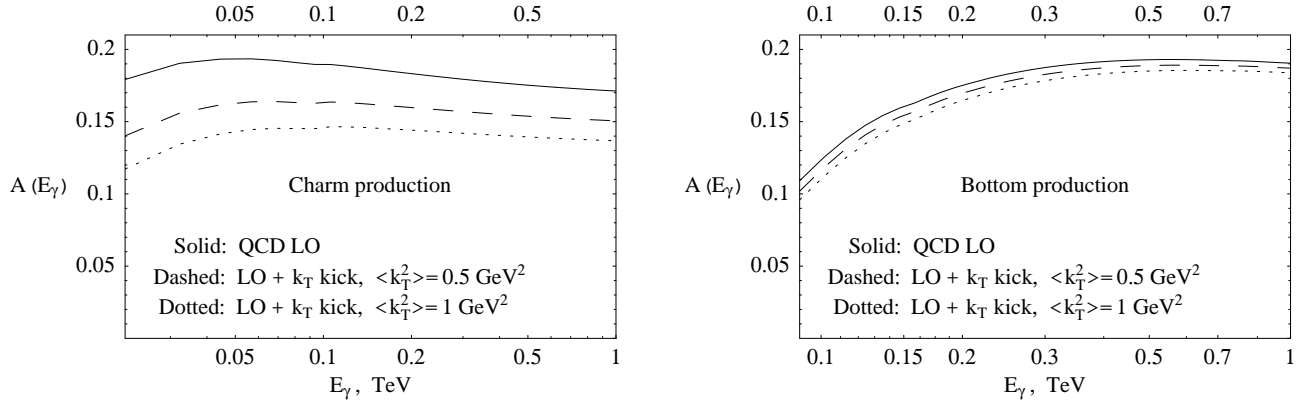 0.05 0.1 0.2 0.5 1
0.2
0.15
A (E_γ)
0.1
0.05
Charm production
Solid: QCD LO
Dashed: LO + k_T kick, <k_T^2>= 0.5 GeV^2
Dotted: LO + k_T kick, <k_T^2>= 1 GeV^2
0.05 0.1 0.2 0.5 1
E_γ , TeV
0.1 0.15 0.2 0.3 0.5 0.7 1
0.2
0.15
A (E_γ)
0.1
0.05
Bottom production
Solid: QCD LO
Dashed: LO + k_T kick, <k_T^2>= 0.5 GeV^2
Dotted: LO + k_T kick, <k_T^2>= 1 GeV^2
0.1 0.15 0.2 0.3 0.5 0.7 1
E_γ , TeV